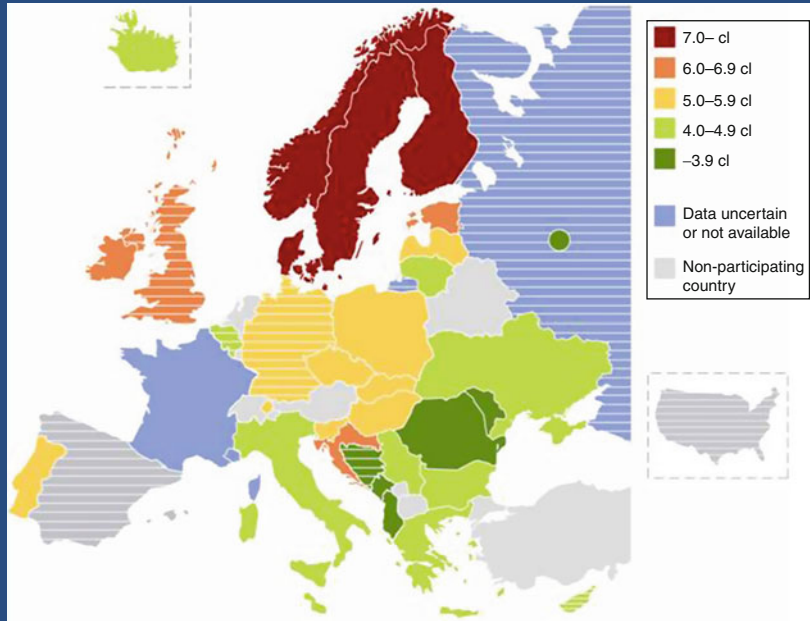 7.0– cl
6.0–6.9 cl
5.0–5.9 cl
4.0–4.9 cl
–3.9 cl
Data uncertain
or not available
Non-participating
country